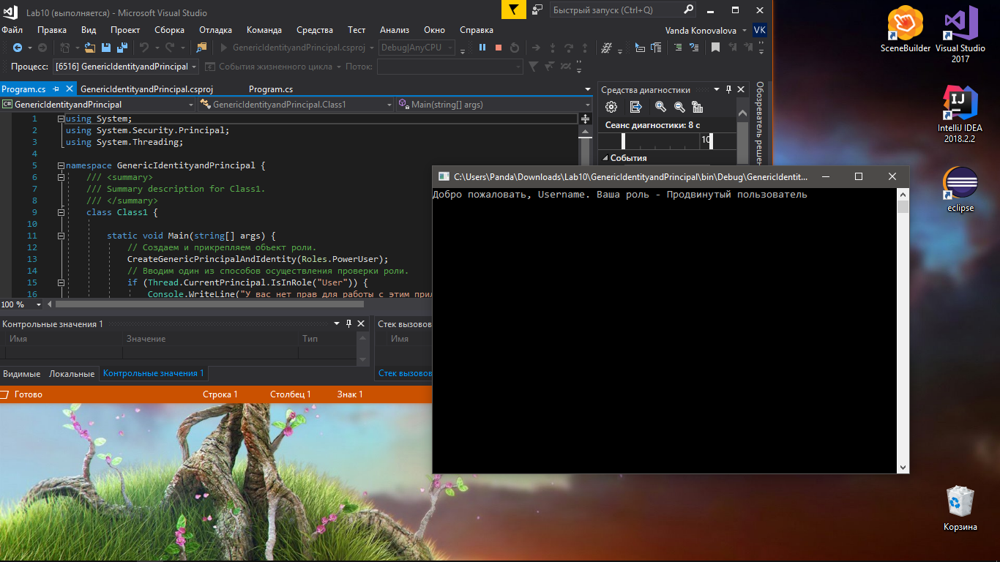 Lab10 (выполняется) - Microsoft Visual Studio
Быстрый запуск (Ctrl+Q)
Файл Правка Вид Проект Сборка Отладка Команда Средства Тест Анализ Окно Справка
Vanda Konovalova VK
GenericIdentityandPrincipal.csproj Debug|AnyCPU
Процесс: [6516] GenericIdentityandPrincipal События жизненного цикла Поток:
Program.cs GenericIdentityandPrincipal.csproj Program.cs
GenericIdentityandPrincipal GenericIdentityandPrincipal.Class1 Main(string[] args)
1 using System;
2 using System.Security.Principal;
3 using System.Threading;
4
5 namespace GenericIdentityandPrincipal {
6 /// <summary>
7 /// Summary description for Class1.
8 /// </summary>
9 class Class1 {
10
11 static void Main(string[] args) {
12 // Создаем и прикрепляем объект роли.
13 CreateGenericPrincipalAndIdentity(Roles.PowerUser);
14 // Вводим один из способов осуществления проверки роли.
15 if (Thread.CurrentPrincipal.IsInRole("User")) {
16 Console.WriteLine("У вас нет прав для работы с этим при
100 %
Средства диагностики
Сеанс диагностики: 8 с
10
События
Обозреватель решен
Контрольные значения 1
Имя Значение Тип
Видимые Локальные Контрольные значения 1
Стек вызовов
Имя
Стек вызовов
Готово Строка 1 Столбец 1 Знак 1
C:\Users\Panda\Downloads\Lab10\GenericIdentityandPrincipal\bin\Debug\GenericIdentit...
Добро пожаловать, Username. Ваша роль - Продвинутый пользователь
SceneBuilder
Visual Studio
2017
IntelliJ IDEA
2018.2.2
eclipse
Корзина